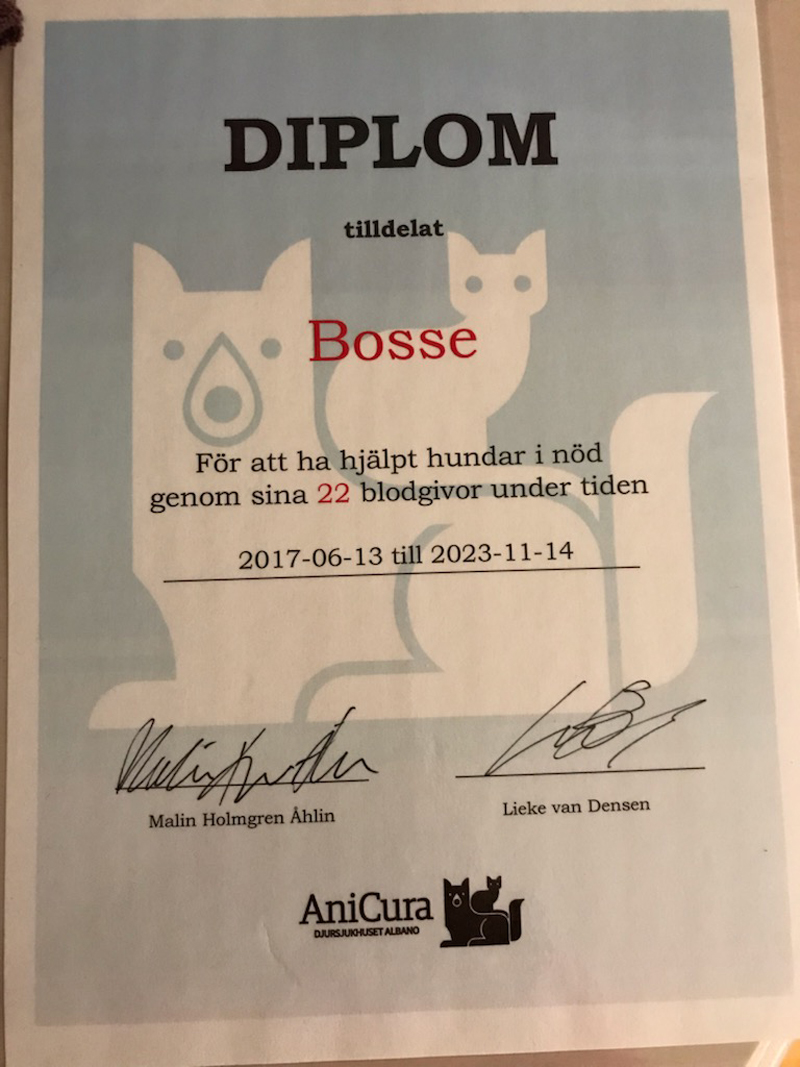 DIPLOM
tilldelat
Bosse
För att ha hjälpt hundar i nöd
genom sina 22 blodgivor under tiden
2017-06-13 till 2023-11-14
Malin Holmgren Åhlin
Lieke van Densen
AniCura
DJURSJUKHUSET ALBANO